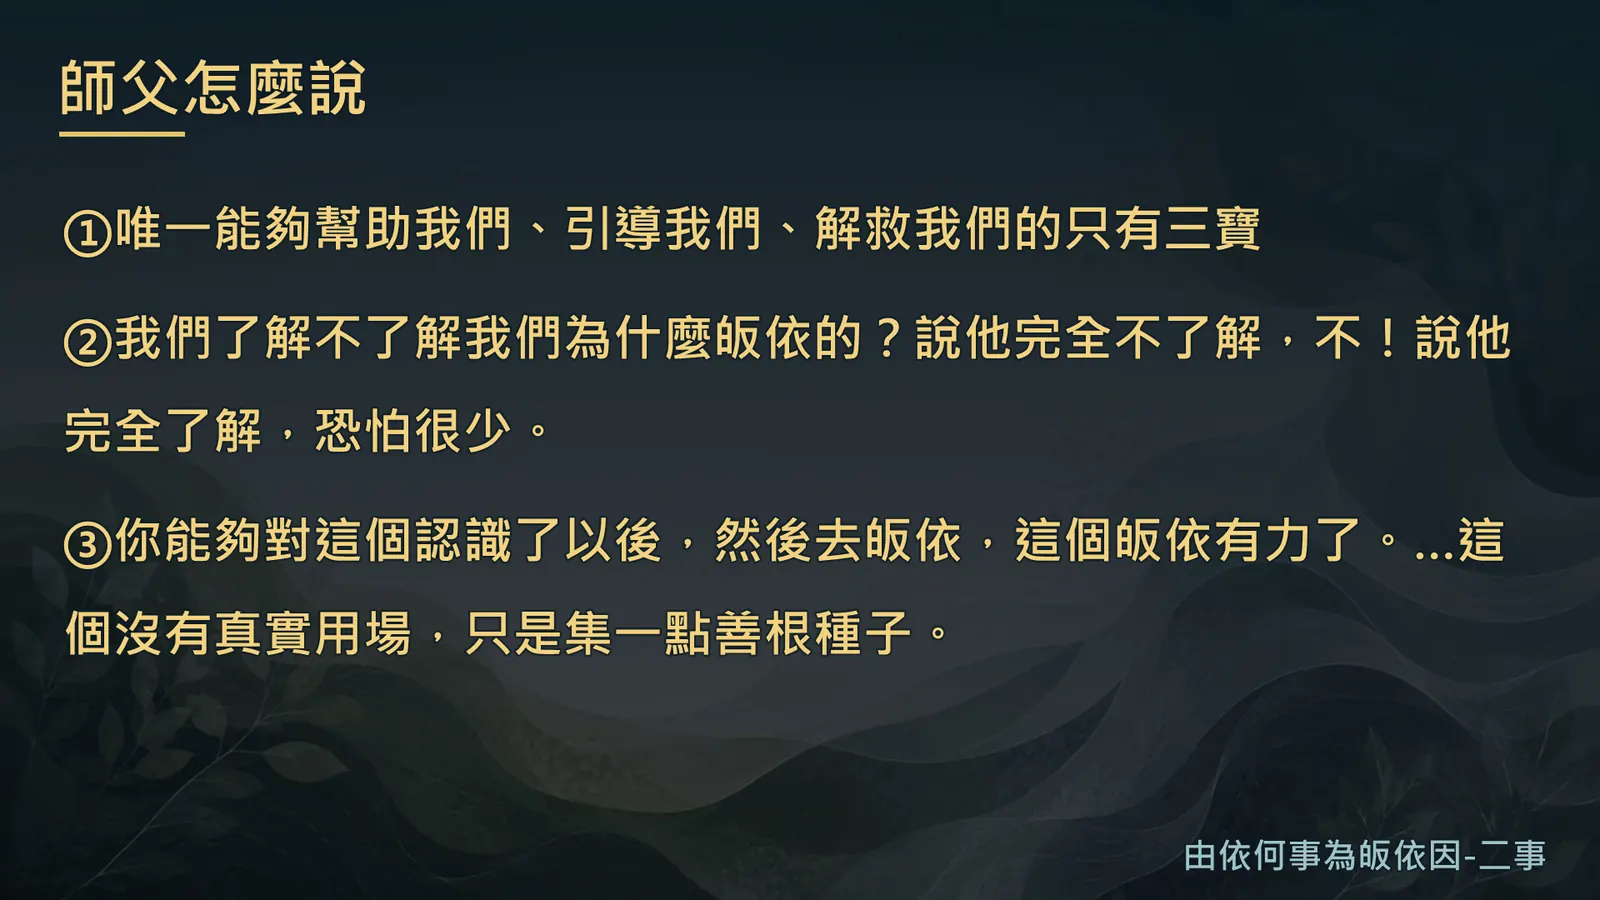 師父怎麼說
①唯一能夠幫助我們、引導我們、解救我們的只有三寶
②我們了解不了解我們為什麼皈依的？說他完全不了解，不！說他
完全了解，恐怕很少。
③你能夠對這個認識了以後，然後去皈依，這個皈依有力了。…這
個沒有真實用場，只是集一點善根種子。
由依何事為皈依因-二事